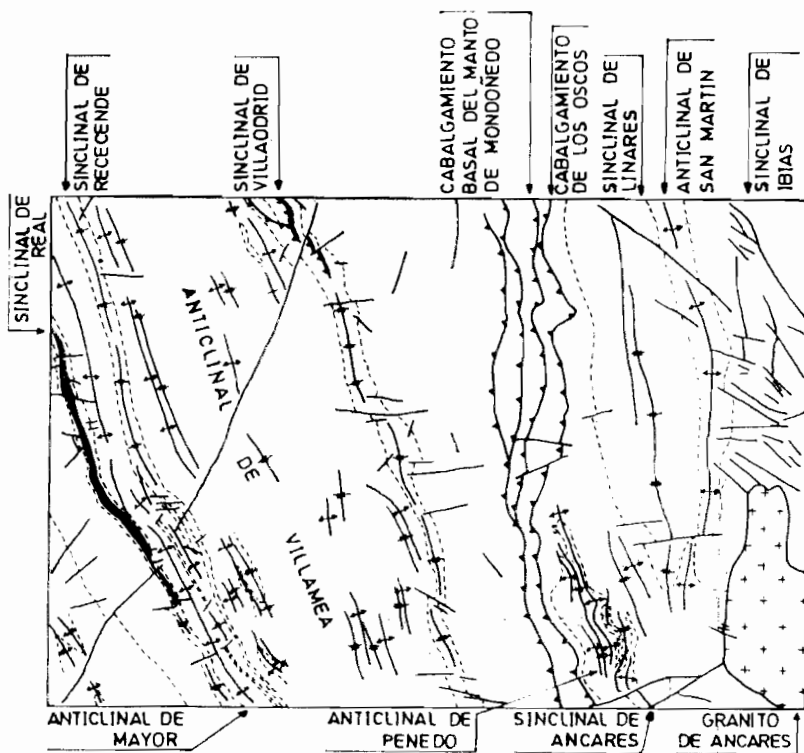 SINCLINAL DE
REAL
SINCLINAL DE
RECECENDE
SINCLINAL DE
VILLAODRID
CABALGAMIENTO
BASAL DEL MANTO
DE MONDOÑEDO
CABALGAMIENTO
DE LOS OSCOS
SINCLINAL DE
LINARES
ANTICLINAL DE
SAN MARTIN
SINCLINAL DE
IBIAS
ANTICLINAL
DE
VILLAMEA
ANTICLINAL DE
MAYOR
ANTICLINAL DE
PENEDO
SINCLINAL DE
ANCARES
GRANITO
DE ANCARES